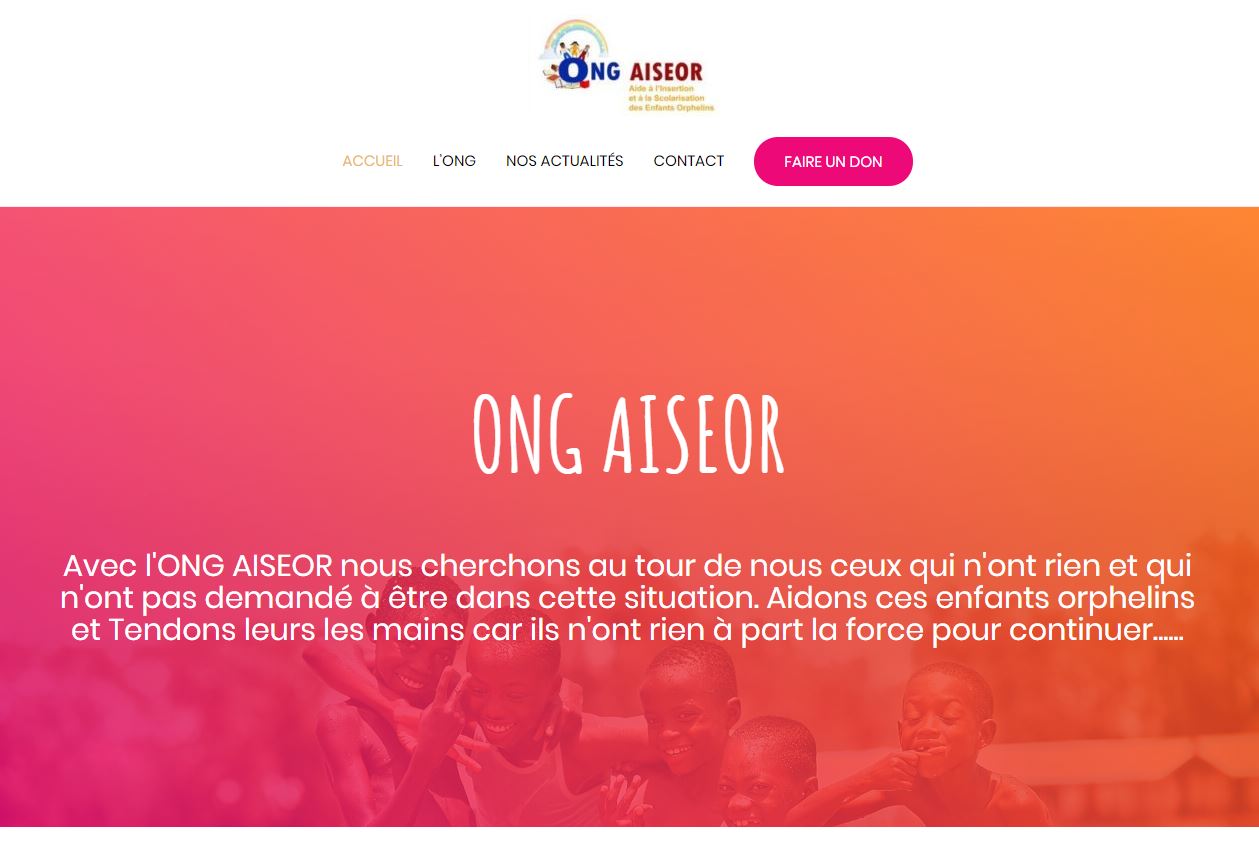 ONG AISEOR
Aide à l'Insertion
et à la Scolarisation
des Enfants Orphelins
ACCUEIL L'ONG NOS ACTUALITÉS CONTACT FAIRE UN DON
ONG AISEOR
Avec l'ONG AISEOR nous cherchons au tour de nous ceux qui n'ont rien et qui
n'ont pas demandé à être dans cette situation. Aidons ces enfants orphelins
et Tendons leurs les mains car ils n'ont rien à part la force pour continuer......